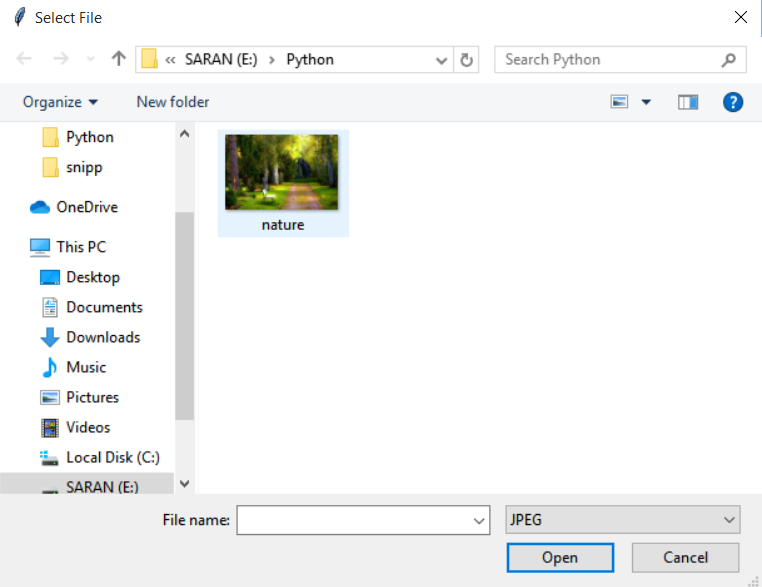 Select File
« SARAN (E:) › Python
Search Python
Organize
New folder
?
Python
snipp
OneDrive
This PC
Desktop
Documents
Downloads
Music
Pictures
Videos
Local Disk (C:)
SARAN (E:)
nature
File name:
JPEG
Open
Cancel